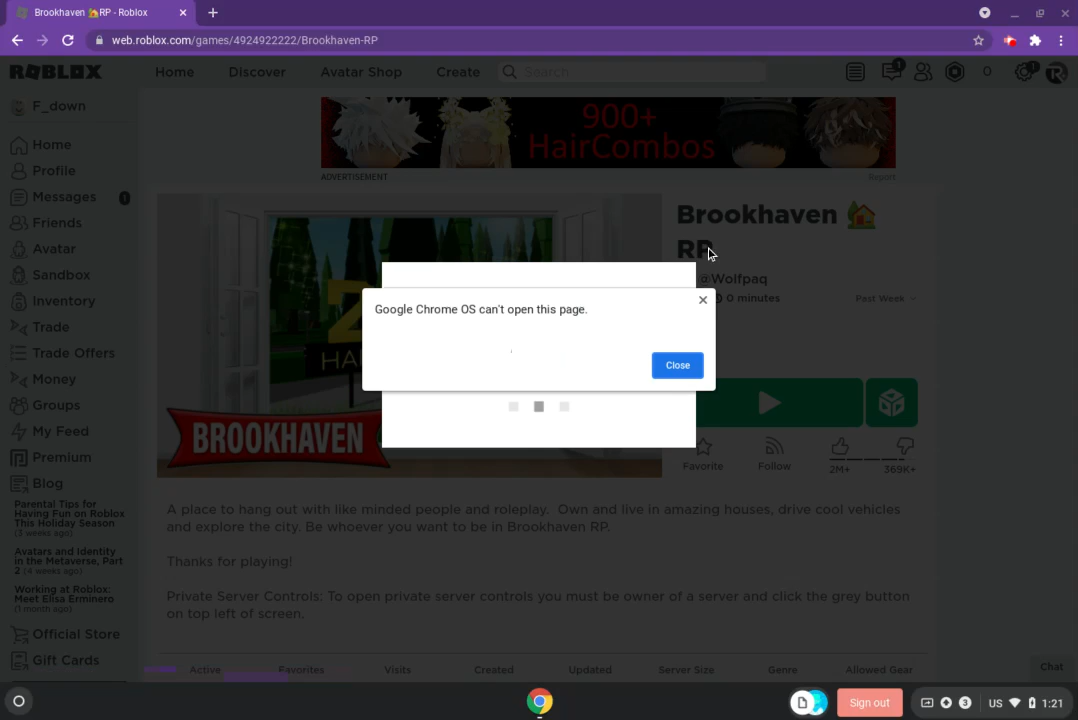 Brookhaven 🏡RP - Roblox
web.roblox.com/games/4924922222/Brookhaven-RP
ROBLOX
Home Discover Avatar Shop Create Search 1 0 1
F_down
Home
Profile
Messages 1
Friends
Avatar
Sandbox
Inventory
Trade
Trade Offers
Money
Groups
My Feed
Premium
Blog
Parental Tips for
Having Fun on Roblox
This Holiday Season
(3 weeks ago)
Avatars and Identity
in the Metaverse, Part
2 (4 weeks ago)
Working at Roblox:
Meet Elisa Erminero
(1 month ago)
Official Store
Gift Cards
900+
HairCombos
ADVERTISEMENT Report
BROOKHAVEN
Brookhaven 🏡
RP
@Wolfpaq
0 minutes Past Week
Google Chrome OS can't open this page.
Close
Favorite Follow 2M+ 369K+
A place to hang out with like minded people and roleplay. Own and live in amazing houses, drive cool vehicles
and explore the city. Be whoever you want to be in Brookhaven RP.
Thanks for playing!
Private Server Controls: To open private server controls you must be owner of a server and click the grey button
on top left of screen.
Active Favorites Visits Created Updated Server Size Genre Allowed Gear
Chat
Sign out 3 US 1:21